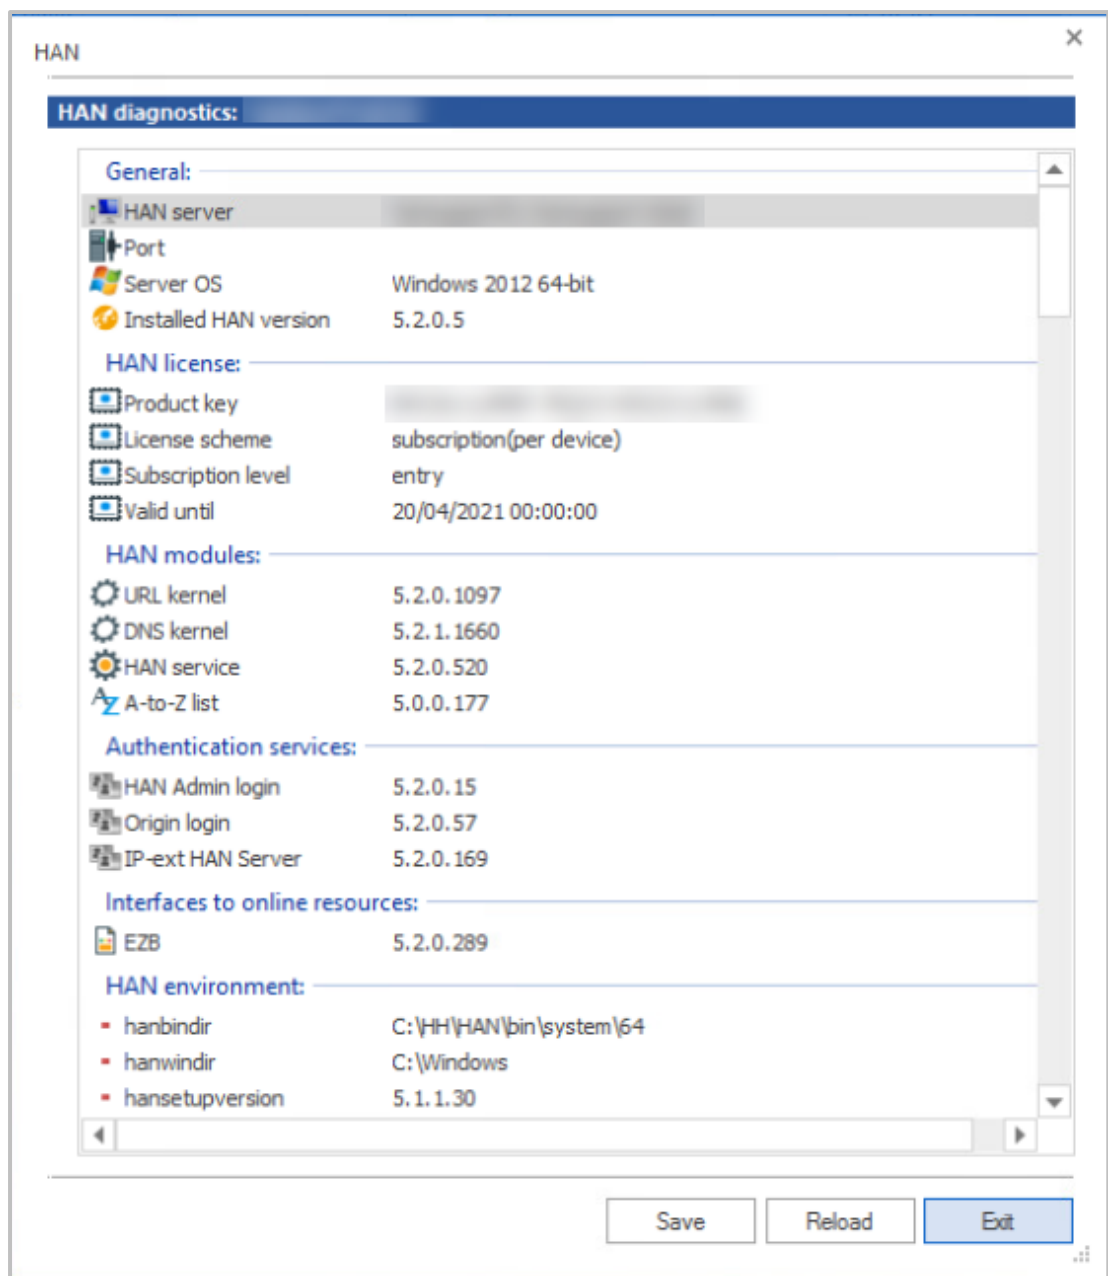 HAN
HAN diagnostics:
General:
HAN server
Port
Server OS Windows 2012 64-bit
Installed HAN version 5.2.0.5
HAN license:
Product key
License scheme subscription(per device)
Subscription level entry
Valid until 20/04/2021 00:00:00
HAN modules:
URL kernel 5.2.0.1097
DNS kernel 5.2.1.1660
HAN service 5.2.0.520
A-to-Z list 5.0.0.177
Authentication services:
HAN Admin login 5.2.0.15
Origin login 5.2.0.57
IP-ext HAN Server 5.2.0.169
Interfaces to online resources:
EZB 5.2.0.289
HAN environment:
hanbindir C:\HH\HAN\bin\system\64
hanwindir C:\Windows
hansetupversion 5.1.1.30
Save Reload Exit